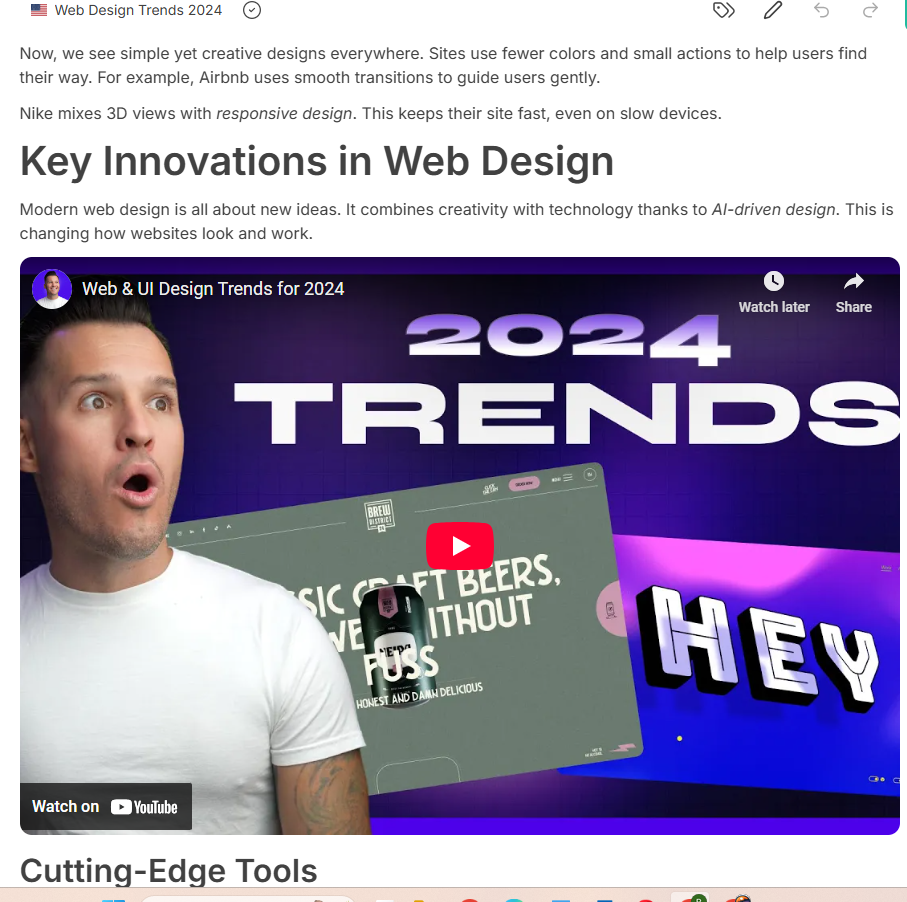 Web Design Trends 2024
Now, we see simple yet creative designs everywhere. Sites use fewer colors and small actions to help users find
their way. For example, Airbnb uses smooth transitions to guide users gently.
Nike mixes 3D views with responsive design. This keeps their site fast, even on slow devices.
Key Innovations in Web Design
Modern web design is all about new ideas. It combines creativity with technology thanks to AI-driven design. This is
changing how websites look and work.
Web & UI Design Trends for 2024
Watch later
Share
2024
TRENDS
BREW
DISTRICT
SIC CRAFT BEERS,
WE ITHOUT
FUSS
HONEST AND DAMN DELICIOUS
HEY
Watch on YouTube
Cutting-Edge Tools